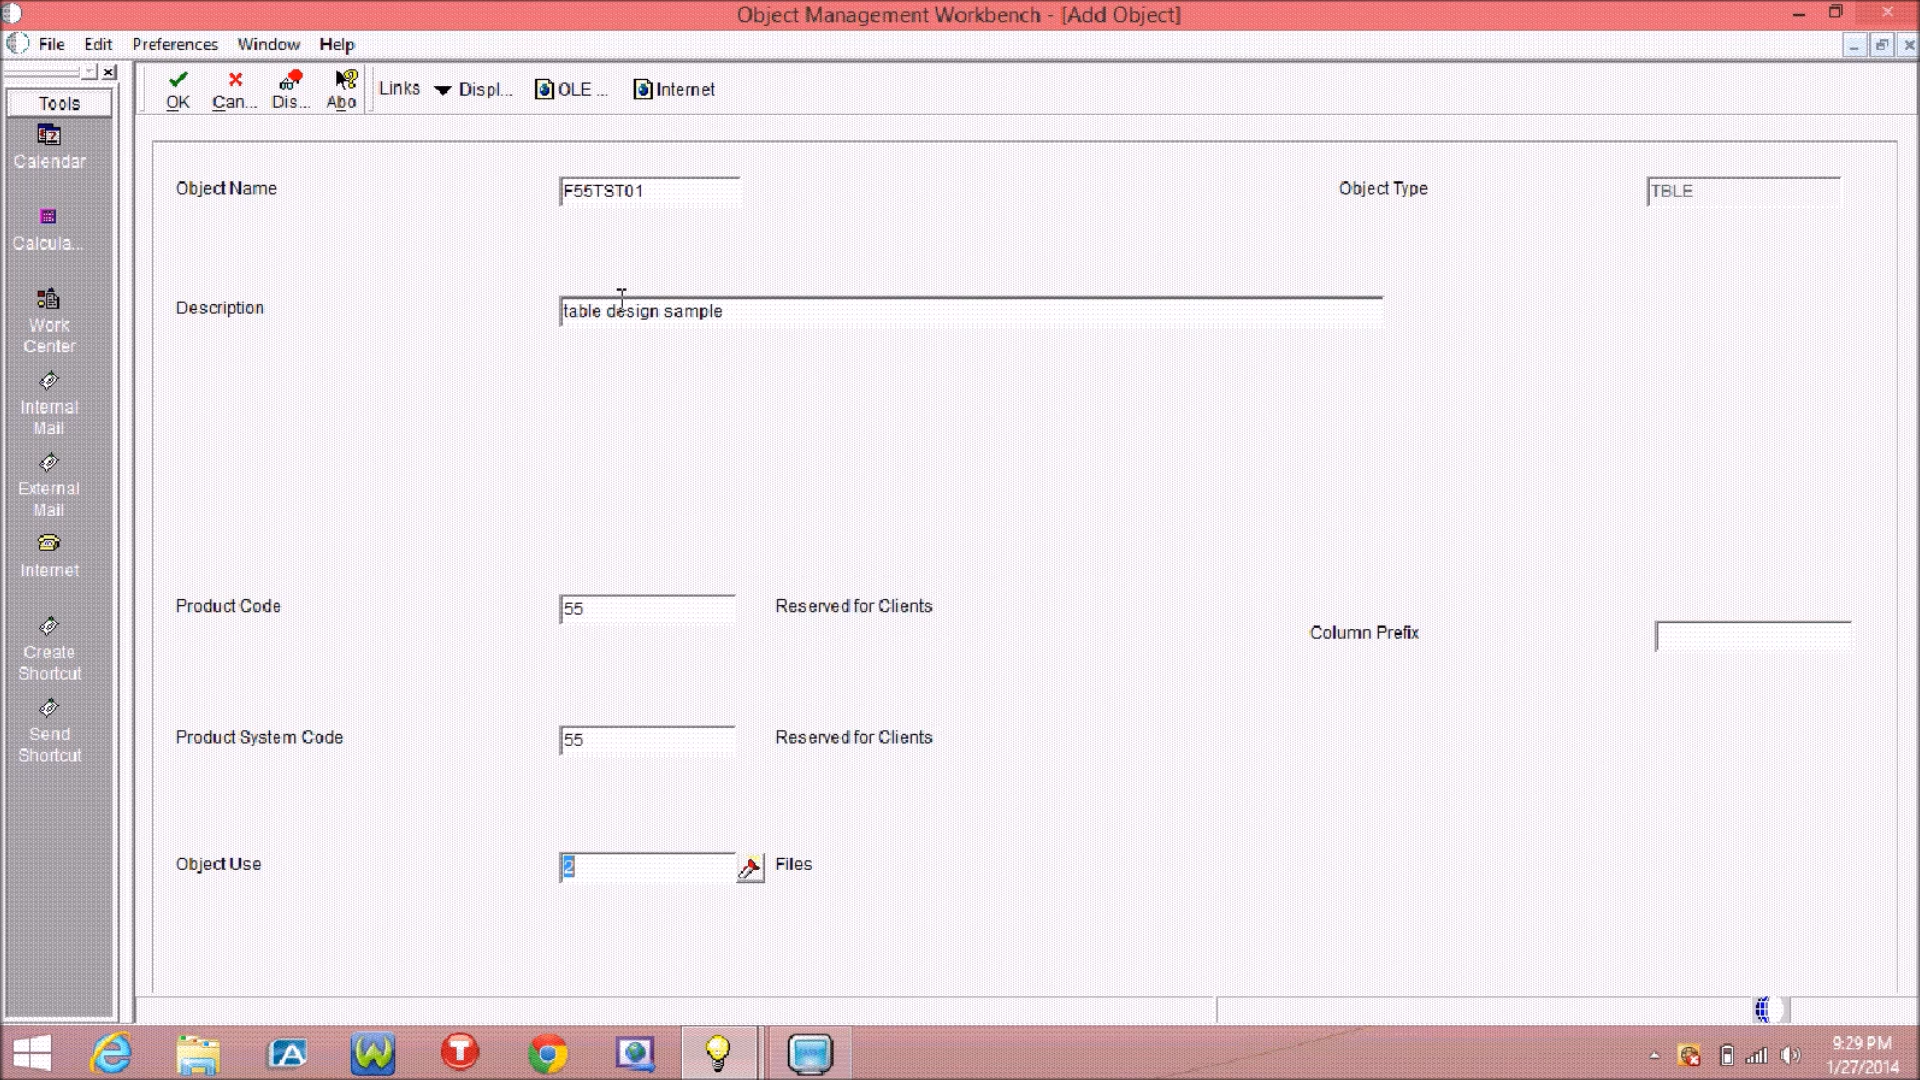 Object Management Workbench - [Add Object]
File Edit Preferences Window Help
Tools
OK Can... Dis... Abo Links Displ... OLE ... Internet
Calendar
Calcula...
Work
Center
Internal
Mail
External
Mail
Internet
Create
Shortcut
Send
Shortcut
Object Name F55TST01 Object Type TBLE
Description table design sample
Product Code 55 Reserved for Clients
Column Prefix
Product System Code 55 Reserved for Clients
Object Use 2 Files
9:29 PM
1/27/2014